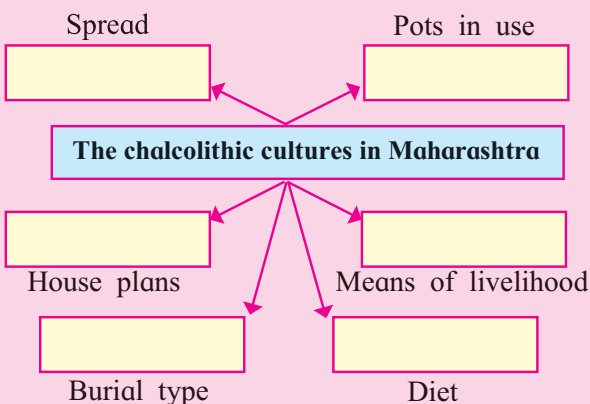 Spread
Pots in use
The chalcolithic cultures in Maharashtra
House plans
Means of livelihood
Burial type
Diet